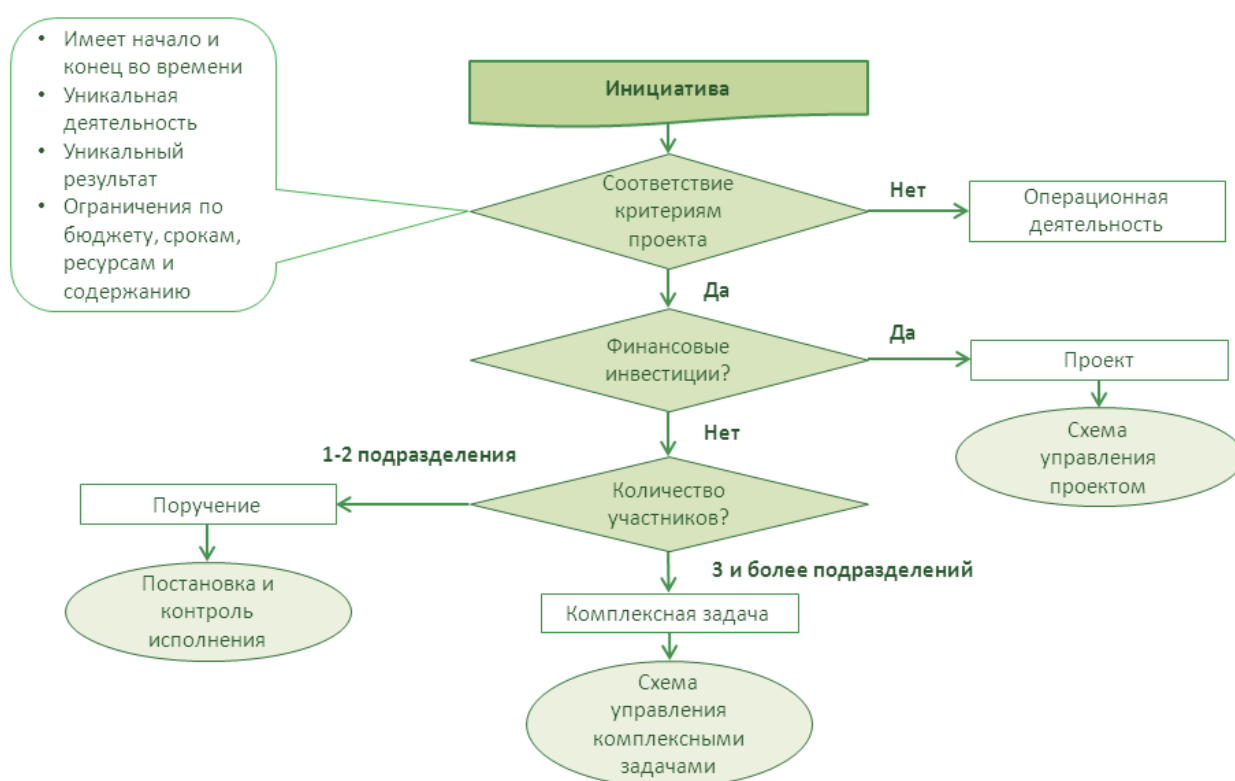 • Имеет начало и
конец во времени
• Уникальная
деятельность
• Уникальный
результат
• Ограничения по
бюджету, срокам,
ресурсам и
содержанию
Инициатива
Соответствие
критериям
проекта
Нет
Операционная
деятельность
Да
Финансовые
инвестиции?
Да
Проект
Схема
управления
проектом
Нет
1-2 подразделения
Количество
участников?
Поручение
Постановка и
контроль
исполнения
3 и более подразделений
Комплексная задача
Схема
управления
комплексными
задачами